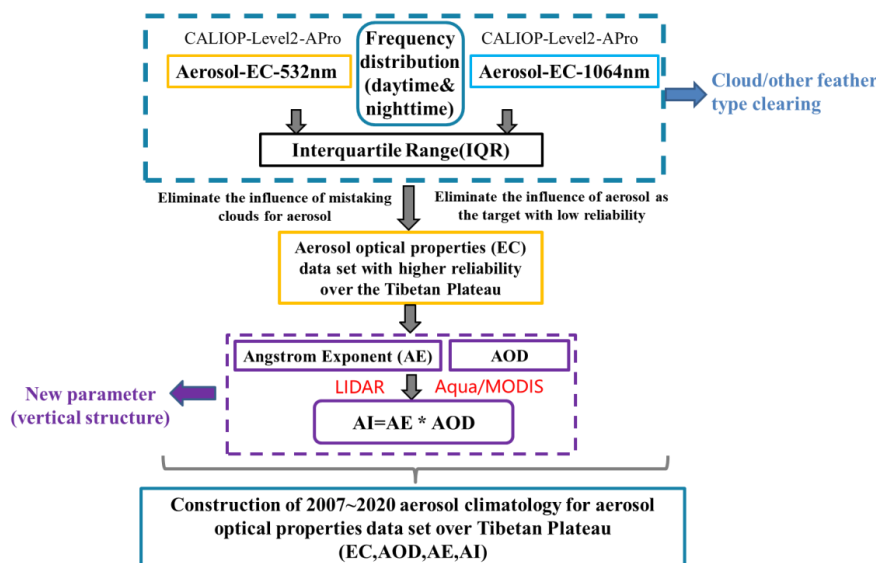 CALIOP-Level2-APro
Aerosol-EC-532nm
Frequency
distribution
(daytime&
nighttime)
CALIOP-Level2-APro
Aerosol-EC-1064nm
Cloud/other feather
type clearing
Interquartile Range(IQR)
Eliminate the influence of mistaking
clouds for aerosol
Eliminate the influence of aerosol as
the target with low reliability
Aerosol optical properties (EC)
data set with higher reliability
over the Tibetan Plateau
Angstrom Exponent (AE)
AOD
LIDAR
Aqua/MODIS
New parameter
(vertical structure)
AI=AE * AOD
Construction of 2007~2020 aerosol climatology for aerosol
optical properties data set over Tibetan Plateau
(EC,AOD,AE,AI)